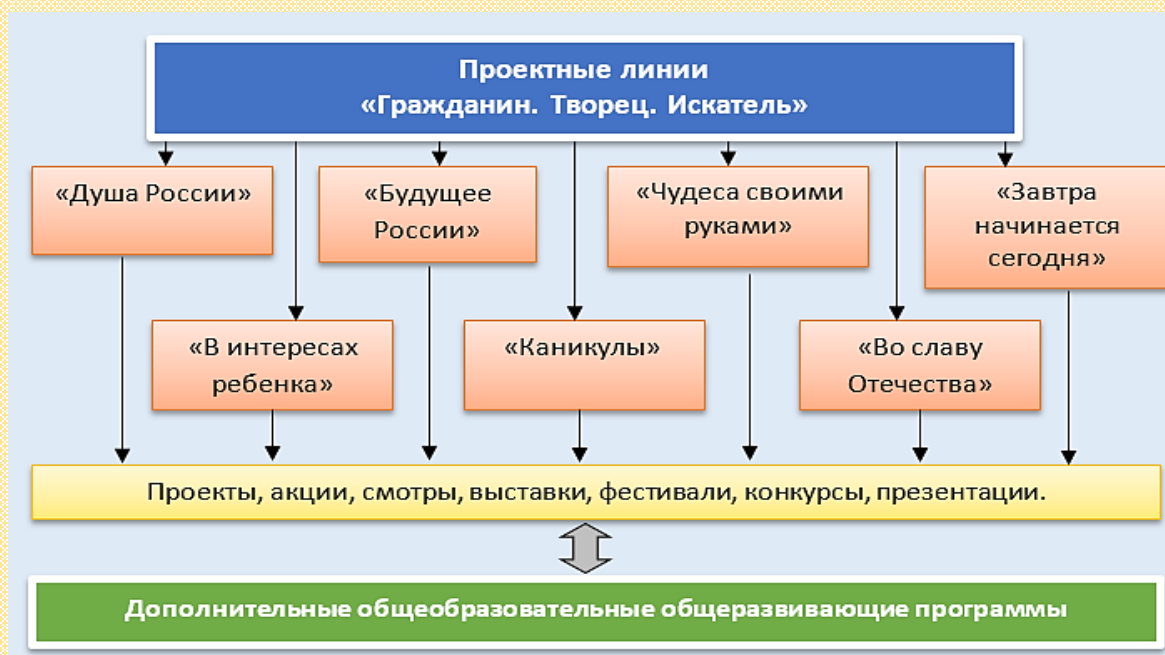 Проектные линии
«Гражданин. Творец. Искатель»
«Душа России»
«Будущее
России»
«Чудеса своими
руками»
«Завтра
начинается
сегодня»
«В интересах
ребенка»
«Каникулы»
«Во славу
Отечества»
Проекты, акции, смотры, выставки, фестивали, конкурсы, презентации.
Дополнительные общеобразовательные общеразвивающие программы